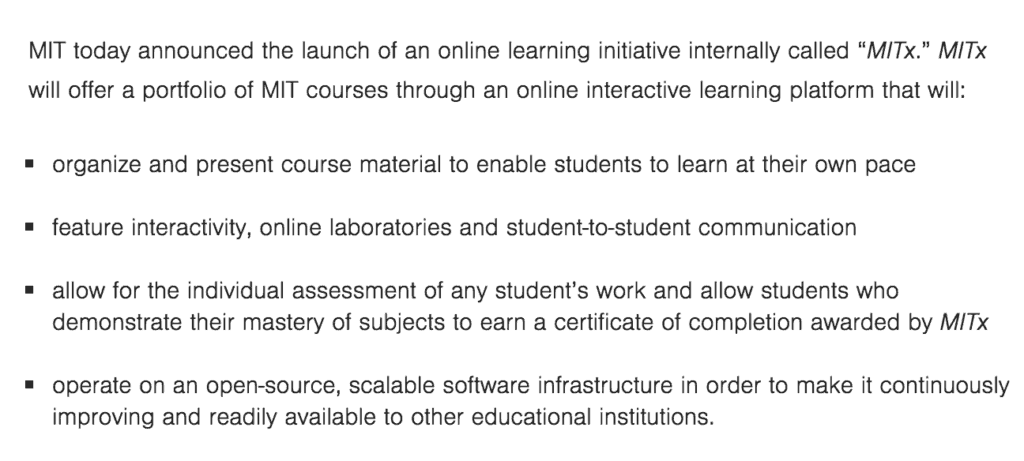 MIT today announced the launch of an online learning initiative internally called “MITx.” MITx
will offer a portfolio of MIT courses through an online interactive learning platform that will:
▪ organize and present course material to enable students to learn at their own pace
▪ feature interactivity, online laboratories and student-to-student communication
▪ allow for the individual assessment of any student’s work and allow students who
demonstrate their mastery of subjects to earn a certificate of completion awarded by MITx
▪ operate on an open-source, scalable software infrastructure in order to make it continuously
improving and readily available to other educational institutions.